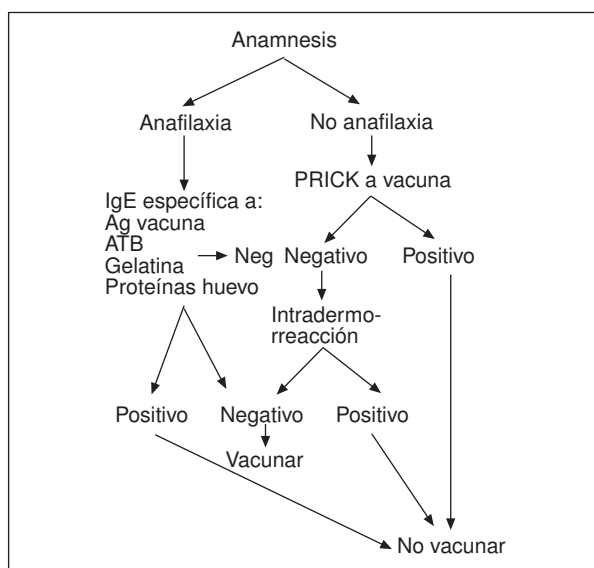 Anamnesis
Anafilaxia
No anafilaxia
PRICK a vacuna
IgE específica a:
Ag vacuna
ATB
Gelatina
Proteínas huevo
Neg
Negativo
Positivo
Intradermo-
rreacción
Positivo
Negativo
Positivo
Vacunar
No vacunar